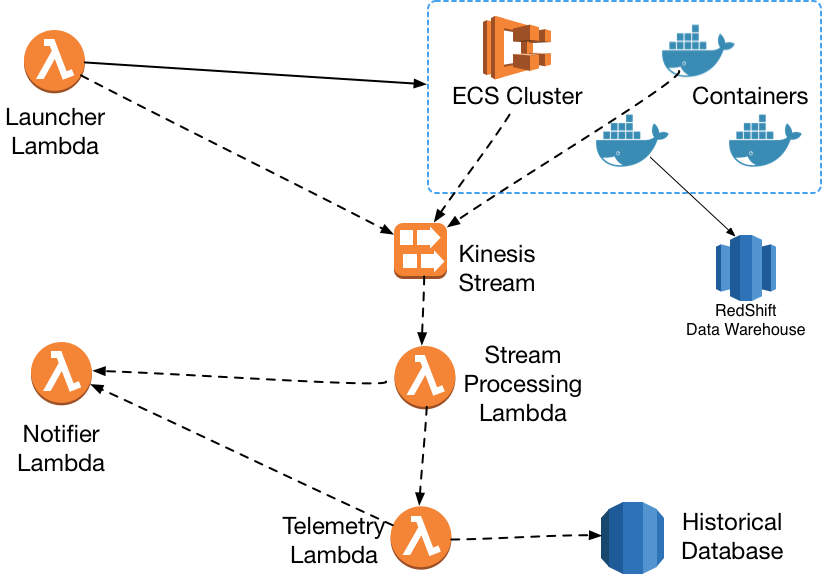 ECS Cluster
Containers
Launcher
Lambda
Kinesis
Stream
RedShift
Data Warehouse
Stream
Processing
Lambda
Notifier
Lambda
Telemetry
Lambda
Historical
Database